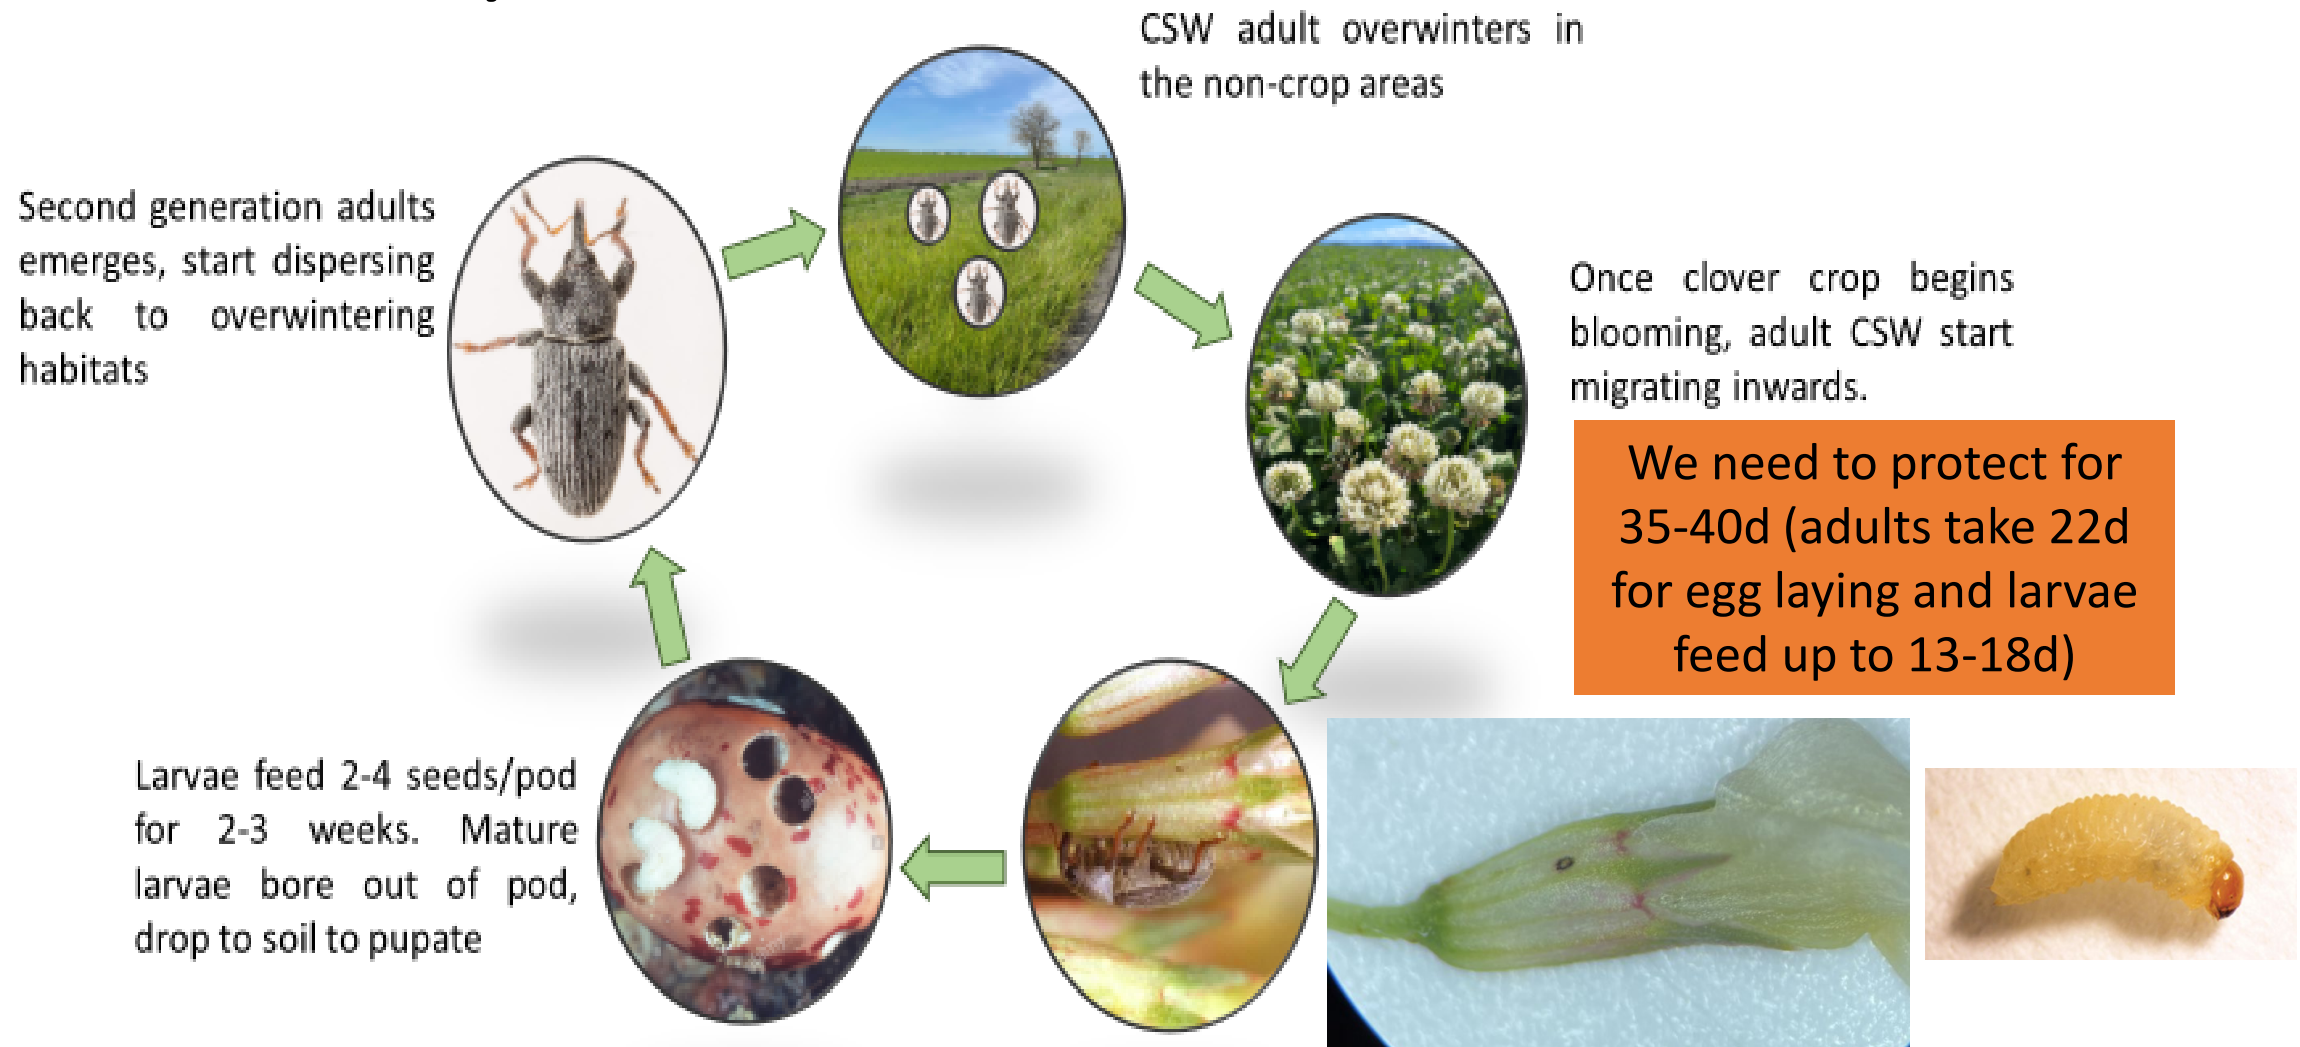 CSW adult overwinters in
the non-crop areas
Second generation adults
emerges, start dispersing
back to overwintering
habitats
Once clover crop begins
blooming, adult CSW start
migrating inwards.
We need to protect for
35-40d (adults take 22d
for egg laying and larvae
feed up to 13-18d)
Larvae feed 2-4 seeds/pod
for 2-3 weeks. Mature
larvae bore out of pod,
drop to soil to pupate